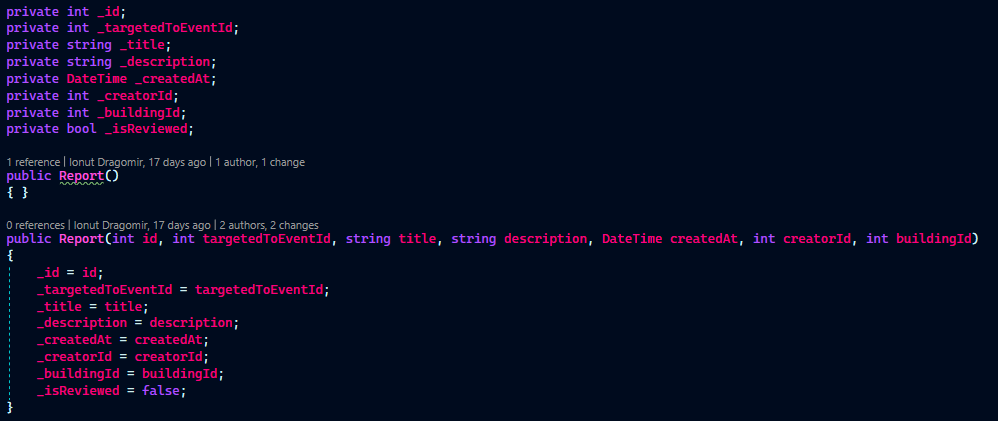 private int _id;
private int _targetedToEventId;
private string _title;
private string _description;
private DateTime _createdAt;
private int _creatorId;
private int _buildingId;
private bool _isReviewed;
1 reference | Ionut Dragomir, 17 days ago | 1 author, 1 change
public Report()
{ }
0 references | Ionut Dragomir, 17 days ago | 2 authors, 2 changes
public Report(int id, int targetedToEventId, string title, string description, DateTime createdAt, int creatorId, int buildingId)
{
    _id = id;
    _targetedToEventId = targetedToEventId;
    _title = title;
    _description = description;
    _createdAt = createdAt;
    _creatorId = creatorId;
    _buildingId = buildingId;
    _isReviewed = false;
}